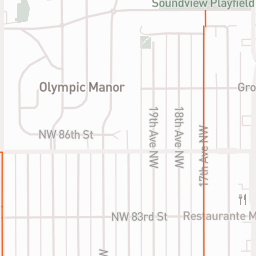 Soundview Playfield
Olympic Manor
Gro
NW 86th St
19th Ave NW
18th Ave NW
17th Ave NW
NW 83rd St
Restaurante M